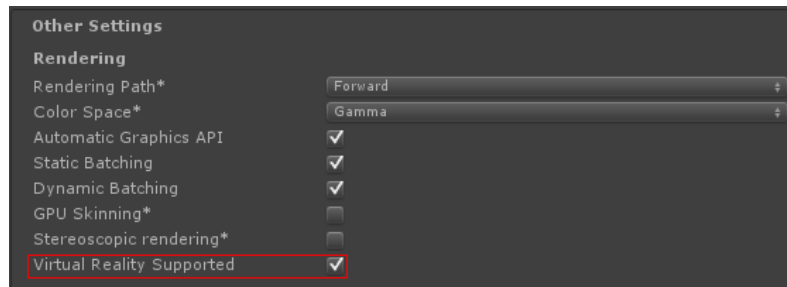 Other Settings
Rendering
Rendering Path* Forward
Color Space* Gamma
Automatic Graphics API
Static Batching
Dynamic Batching
GPU Skinning*
Stereoscopic rendering*
Virtual Reality Supported